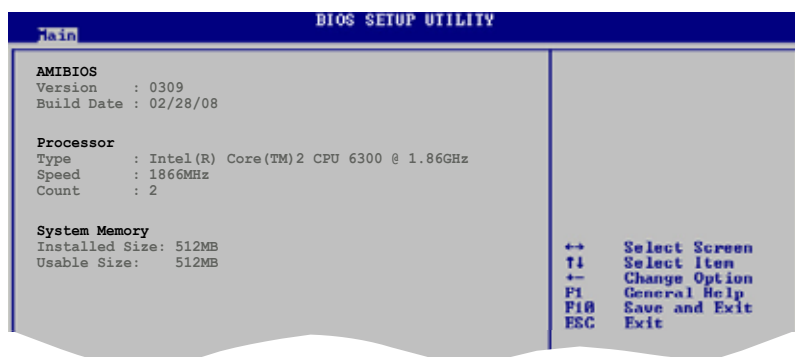 BIOS SETUP UTILITY
Main
AMIBIOS
Version : 0309
Build Date : 02/28/08
Processor
Type : Intel(R) Core(TM)2 CPU 6300 @ 1.86GHz
Speed : 1866MHz
Count : 2
System Memory
Installed Size: 512MB
Usable Size: 512MB
↔ Select Screen
↑↓ Select Item
+- Change Option
F1 General Help
F10 Save and Exit
ESC Exit